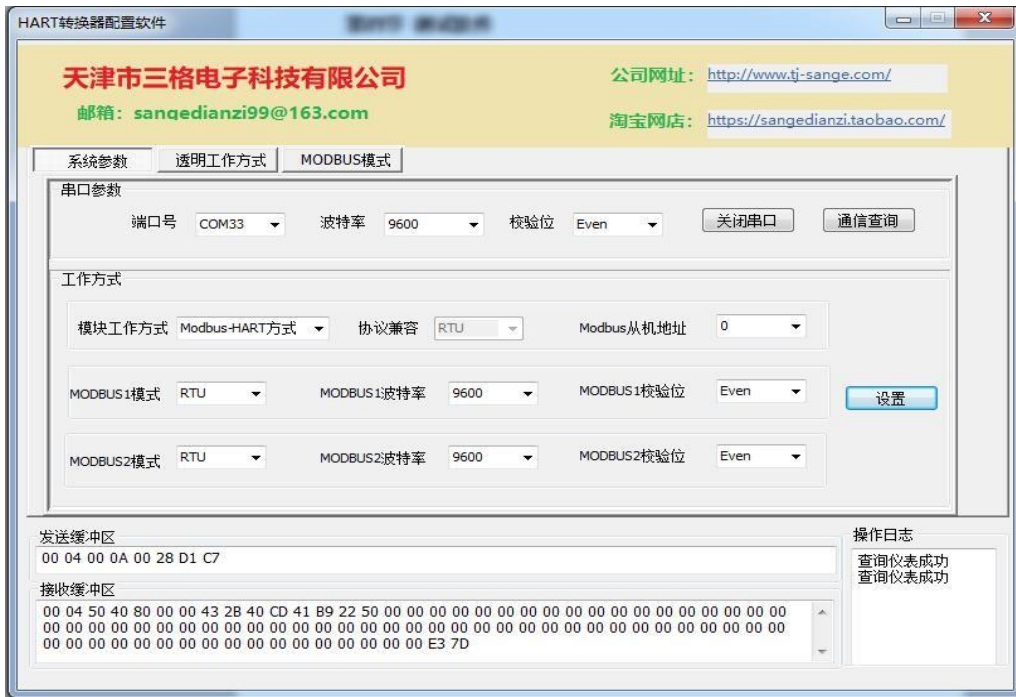 HART转换器配置软件
天津市三格电子科技有限公司
公司网址： http://www.tj-sange.com/
邮箱：sangedianzi99@163.com
淘宝网店： https://sangedianzi.taobao.com/
系统参数 透明工作方式 MODBUS模式
串口参数
端口号 COM33 波特率 9600 校验位 Even 关闭串口 通信查询
工作方式
模块工作方式 Modbus-HART方式 协议兼容 RTU Modbus从机地址 0
MODBUS1模式 RTU MODBUS1波特率 9600 MODBUS1校验位 Even 设置
MODBUS2模式 RTU MODBUS2波特率 9600 MODBUS2校验位 Even
发送缓冲区 操作日志
00 04 00 0A 00 28 D1 C7 查询仪表成功
查询仪表成功
接收缓冲区
00 04 50 40 80 00 00 43 2B 40 CD 41 B9 22 50 00 00 00 00 00 00 00 00 00 00 00 00 00 00 00 00 00 00 00
00 00 00 00 00 00 00 00 00 00 00 00 00 00 00 00 00 00 00 00 00 00 00 00 00 00 00 00 00 00 00 00 00 00
00 00 00 00 00 00 00 00 00 00 00 00 00 00 00 00 00 E3 7D